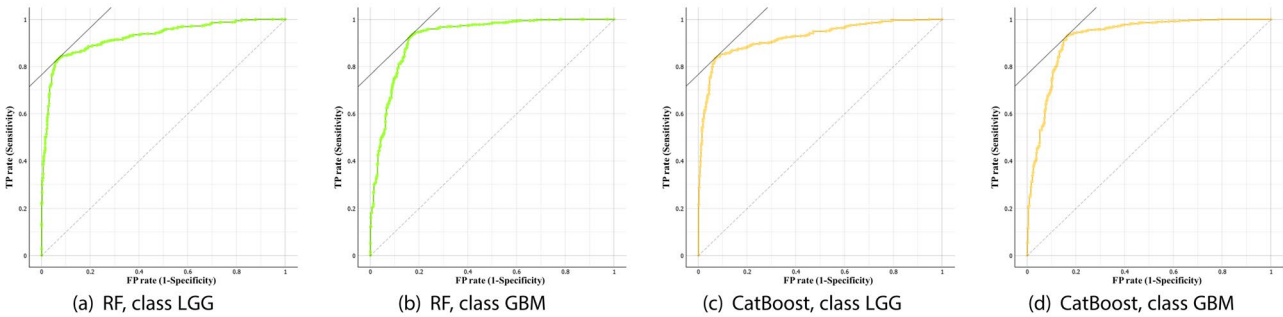 TP rate (Sensitivity)
1
0.8
0.6
0.4
0.2
0
0 0.2 0.4 0.6 0.8 1
FP rate (1-Specificity)
(a) RF, class LGG
TP rate (Sensitivity)
1
0.8
0.6
0.4
0.2
0
0 0.2 0.4 0.6 0.8 1
FP rate (1-Specificity)
(b) RF, class GBM
TP rate (Sensitivity)
1
0.8
0.6
0.4
0.2
0
0 0.2 0.4 0.6 0.8 1
FP rate (1-Specificity)
(c) CatBoost, class LGG
TP rate (Sensitivity)
1
0.8
0.6
0.4
0.2
0
0 0.2 0.4 0.6 0.8 1
FP rate (1-Specificity)
(d) CatBoost, class GBM